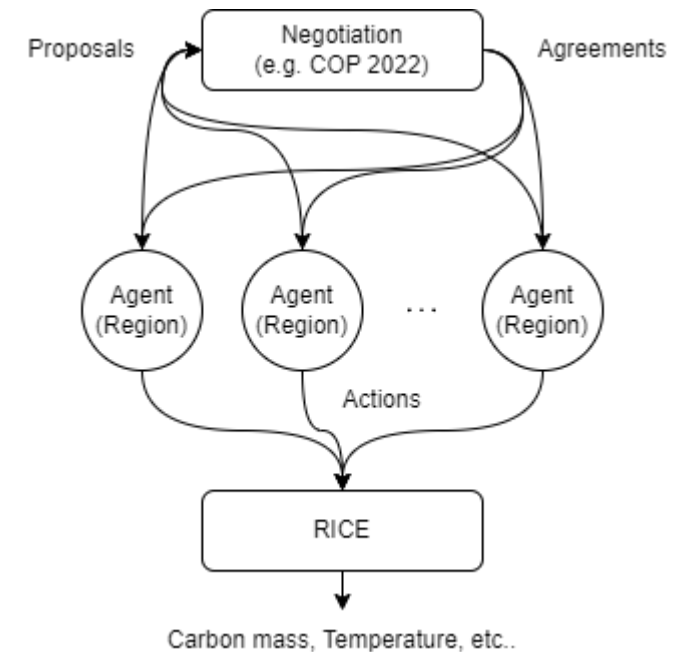 Proposals
Negotiation
(e.g. COP 2022)
Agreements
Agent
(Region)
Agent
(Region)
...
Agent
(Region)
Actions
RICE
Carbon mass, Temperature, etc..